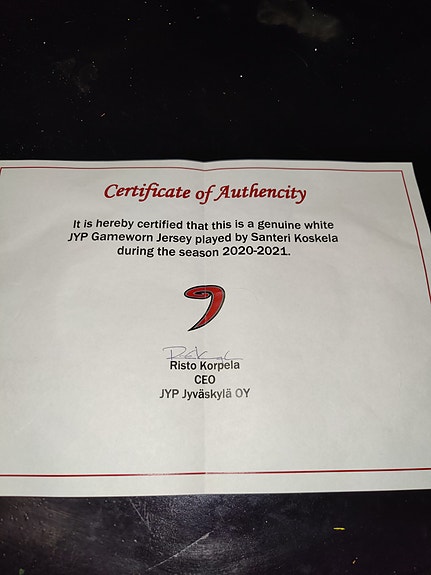 Certificate of Authencity
It is hereby certified that this is a genuine white
JYP Gameworn Jersey played by Santeri Koskela
during the season 2020-2021.
Risto Korpela
CEO
JYP Jyväskylä OY